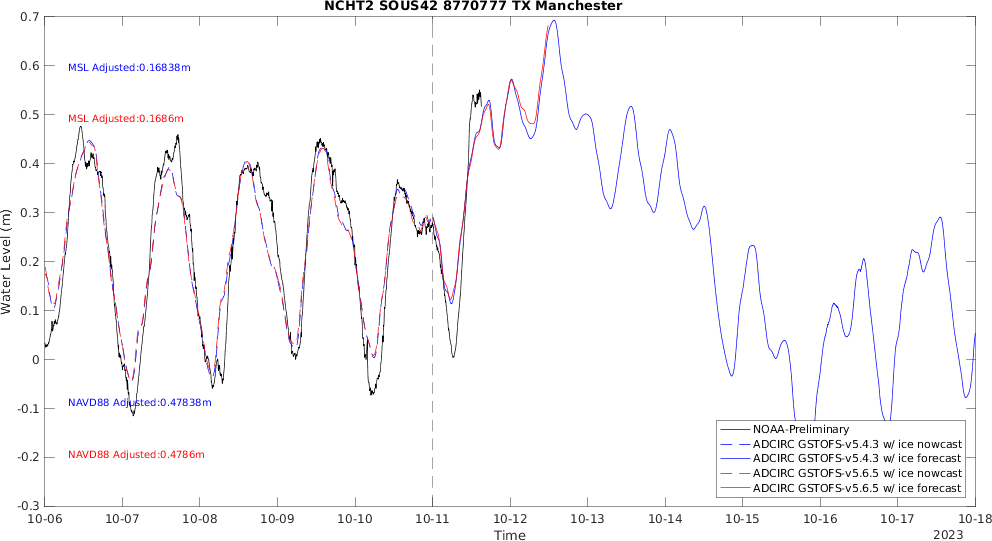 NCHT2 SOUS42 8770777 TX Manchester
0.7
0.6
0.5
0.4
0.3
0.2
0.1
0
-0.1
-0.2
-0.3
Water Level (m)
MSL Adjusted:0.16838m
MSL Adjusted:0.1686m
NAVD88 Adjusted:0.47838m
NAVD88 Adjusted:0.4786m
NOAA-Preliminary
ADCIRC GSTOFS-v5.4.3 w/ ice nowcast
ADCIRC GSTOFS-v5.4.3 w/ ice forecast
ADCIRC GSTOFS-v5.6.5 w/ ice nowcast
ADCIRC GSTOFS-v5.6.5 w/ ice forecast
10-06 10-07 10-08 10-09 10-10 10-11 10-12 10-13 10-14 10-15 10-16 10-17 10-18
Time
2023